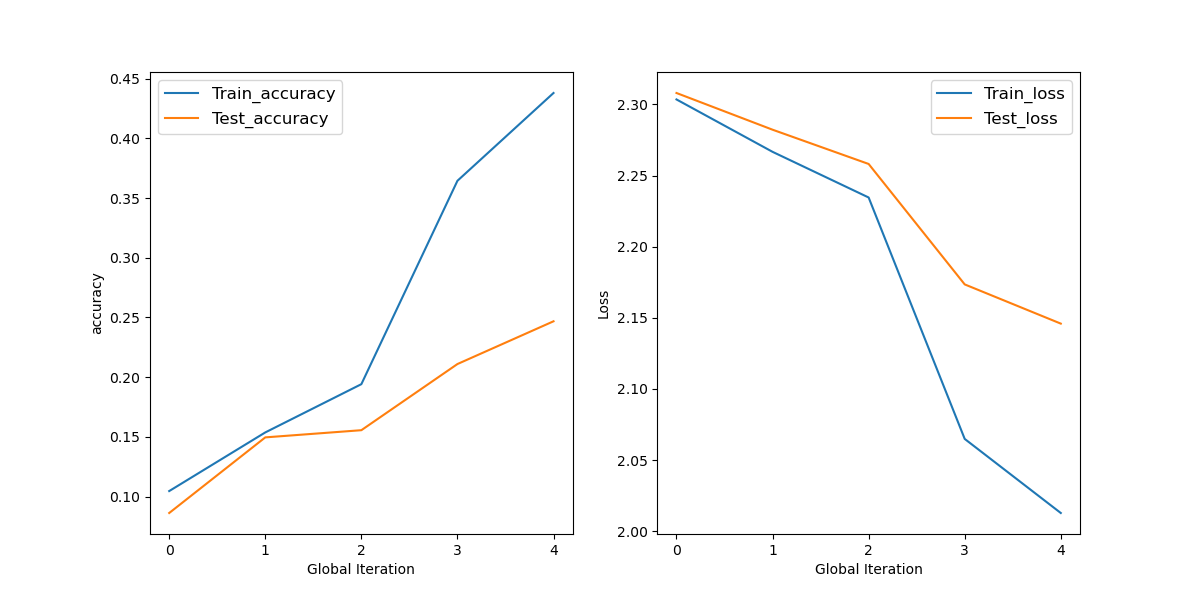 0.45
0.40
0.35
0.30
0.25
0.20
0.15
0.10
accuracy
Train_accuracy
Test_accuracy
0 1 2 3 4
Global Iteration
2.30
2.25
2.20
2.15
2.10
2.05
2.00
Loss
Train_loss
Test_loss
0 1 2 3 4
Global Iteration